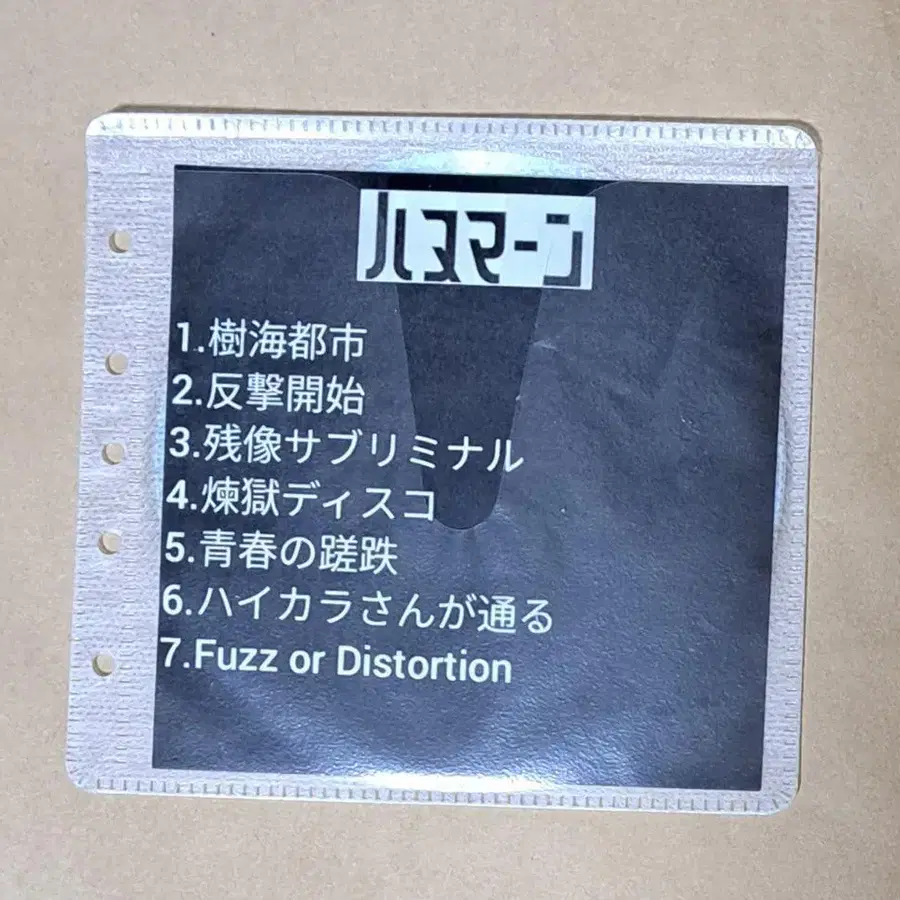 ハヌマーン
1.樹海都市
2.反撃開始
3.残像サブリミナル
4.煉獄ディスコ
5.青春の蹉跌
6.ハイカラさんが通る
7.Fuzz or Distortion